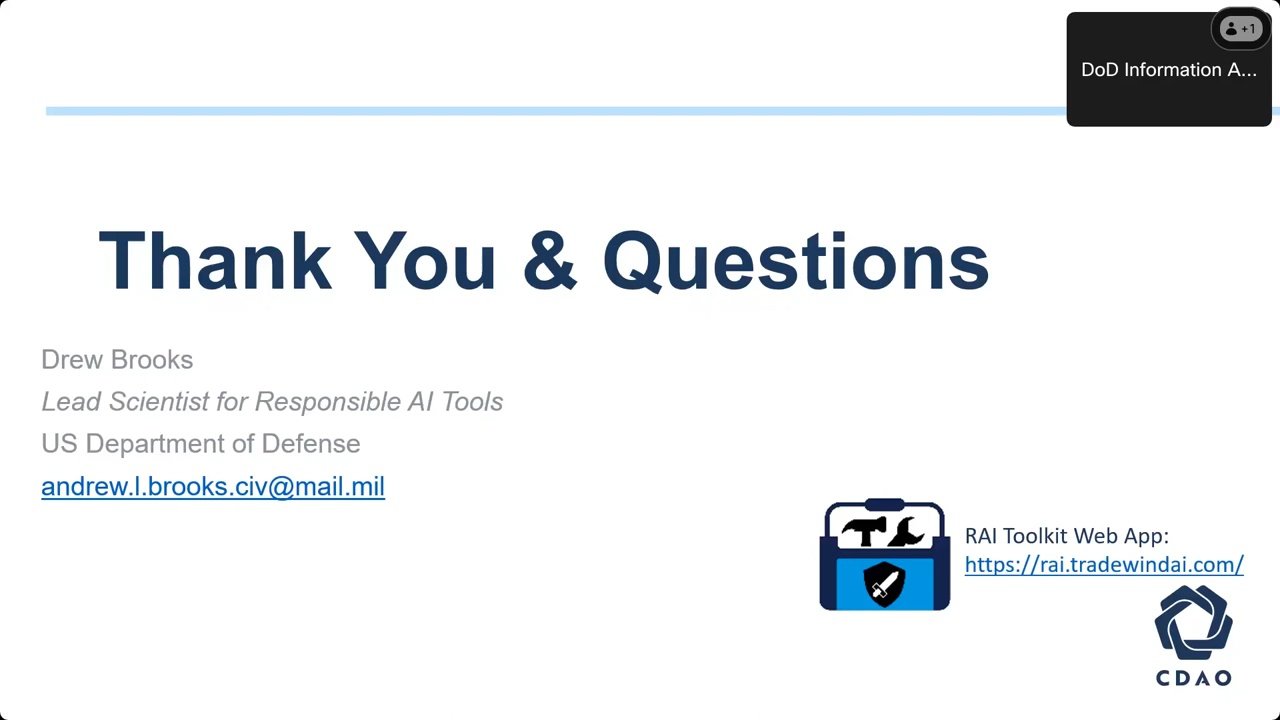 +1
DoD Information A...
Thank You & Questions
Drew Brooks
Lead Scientist for Responsible AI Tools
US Department of Defense
andrew.l.brooks.civ@mail.mil
RAI Toolkit Web App:
https://rai.tradewindai.com/
CDAO